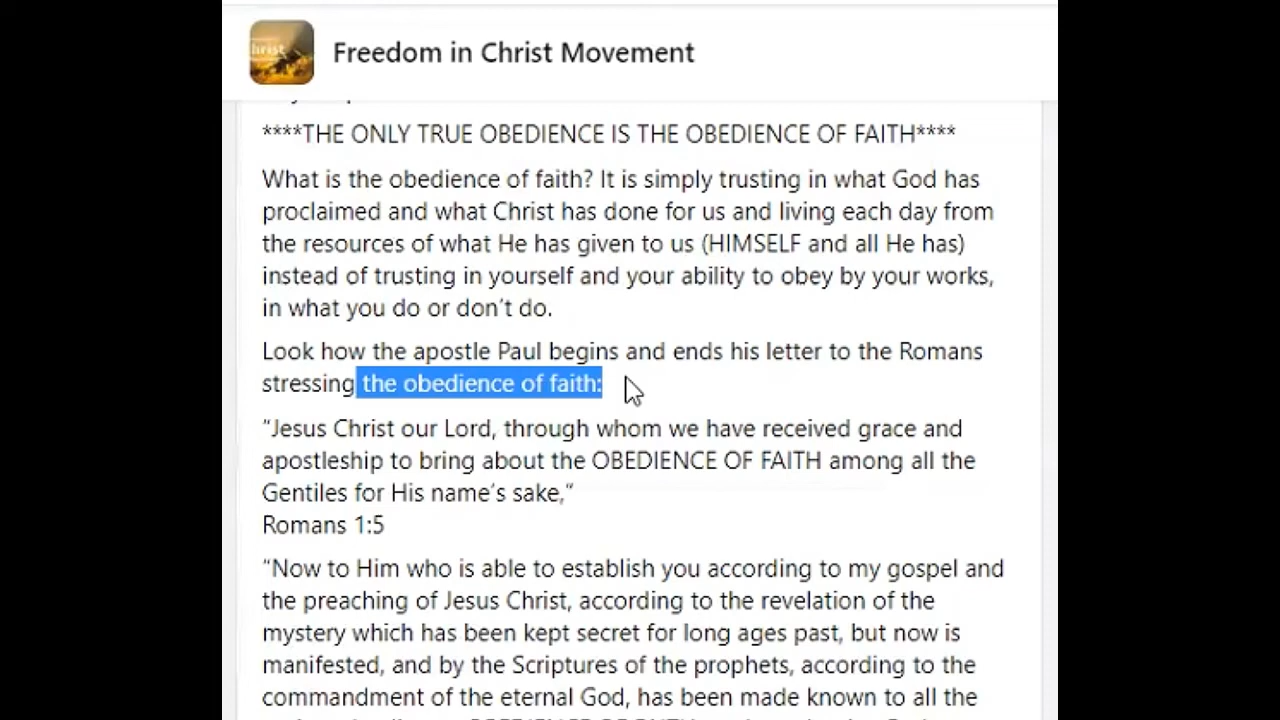 Christ
Freedom in Christ Movement
****THE ONLY TRUE OBEDIENCE IS THE OBEDIENCE OF FAITH****
What is the obedience of faith? It is simply trusting in what God has
proclaimed and what Christ has done for us and living each day from
the resources of what He has given to us (HIMSELF and all He has)
instead of trusting in yourself and your ability to obey by your works,
in what you do or don’t do.
Look how the apostle Paul begins and ends his letter to the Romans
stressing the obedience of faith:
“Jesus Christ our Lord, through whom we have received grace and
apostleship to bring about the OBEDIENCE OF FAITH among all the
Gentiles for His name’s sake,”
Romans 1:5
“Now to Him who is able to establish you according to my gospel and
the preaching of Jesus Christ, according to the revelation of the
mystery which has been kept secret for long ages past, but now is
manifested, and by the Scriptures of the prophets, according to the
commandment of the eternal God, has been made known to all the